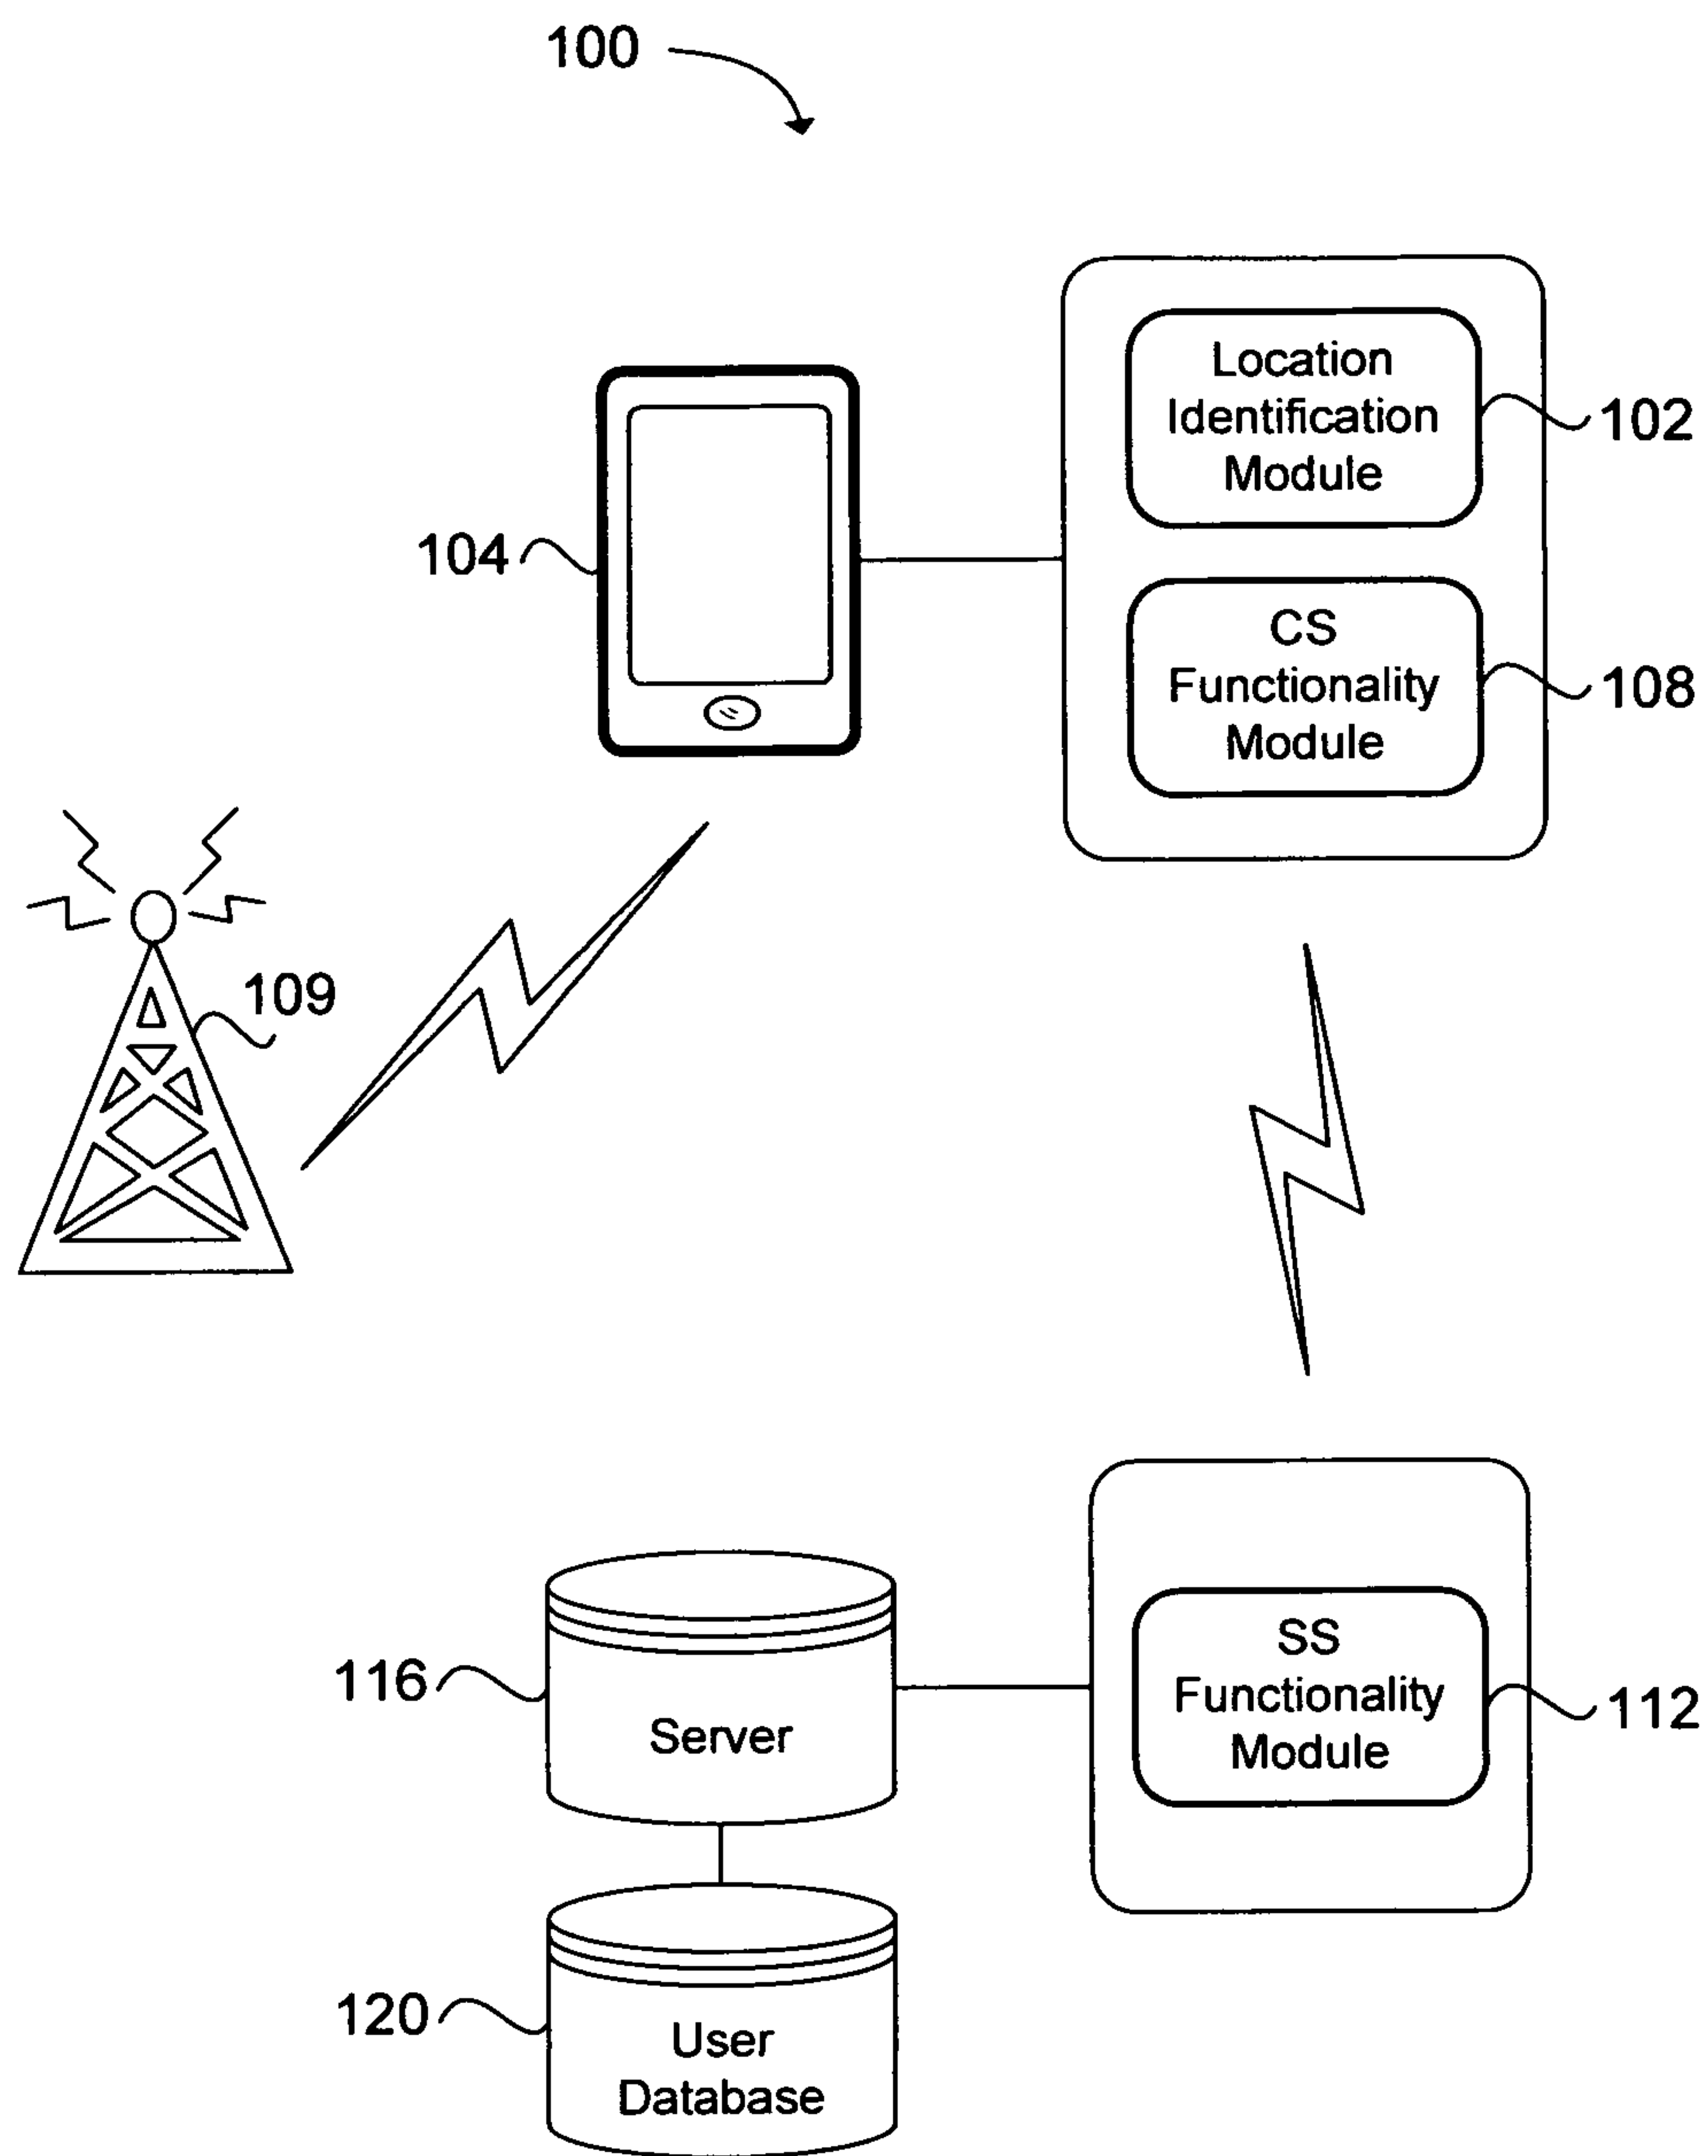 100
Location
Identification
Module
102
104
CS
Functionality
Module
108
109
SS
Functionality
Module
112
116
Server
120
User
Database